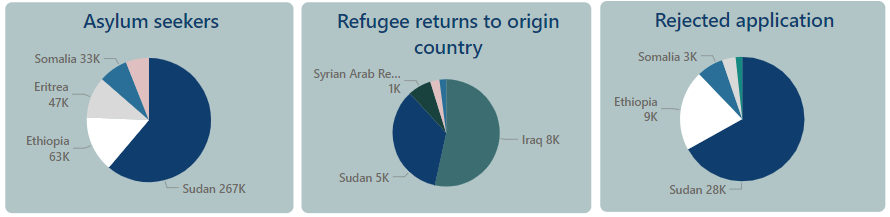 Asylum seekers
Somalia 33K
Eritrea
47K
Ethiopia
63K
Sudan 267K
Refugee returns to origin
country
Syrian Arab Re...
1K
Iraq 8K
Sudan 5K
Rejected application
Somalia 3K
Ethiopia
9K
Sudan 28K